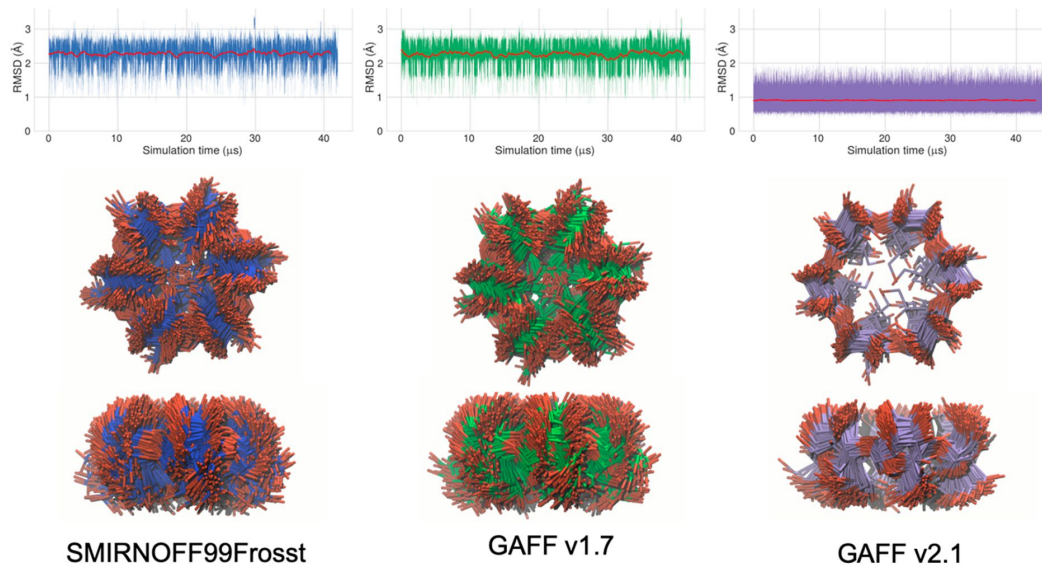 RMSD (Å)
3
2
1
0
0 10 20 30 40
Simulation time (μs)
RMSD (Å)
3
2
1
0
0 10 20 30 40
Simulation time (μs)
RMSD (Å)
3
2
1
0
0 10 20 30 40
Simulation time (μs)
SMIRNOFF99Frosst
GAFF v1.7
GAFF v2.1